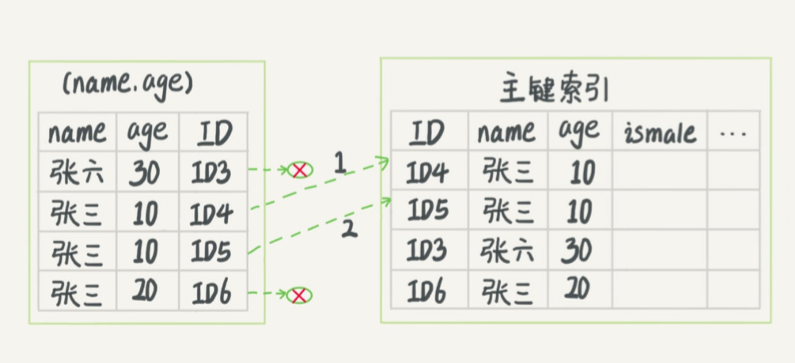 (name.age)
name age ID
张六 30 ID3
张三 10 ID4
张三 10 ID5
张三 20 ID6
1
2
主键索引
ID name age ismale ...
ID4 张三 10
ID5 张三 10
ID3 张六 30
ID6 张三 20